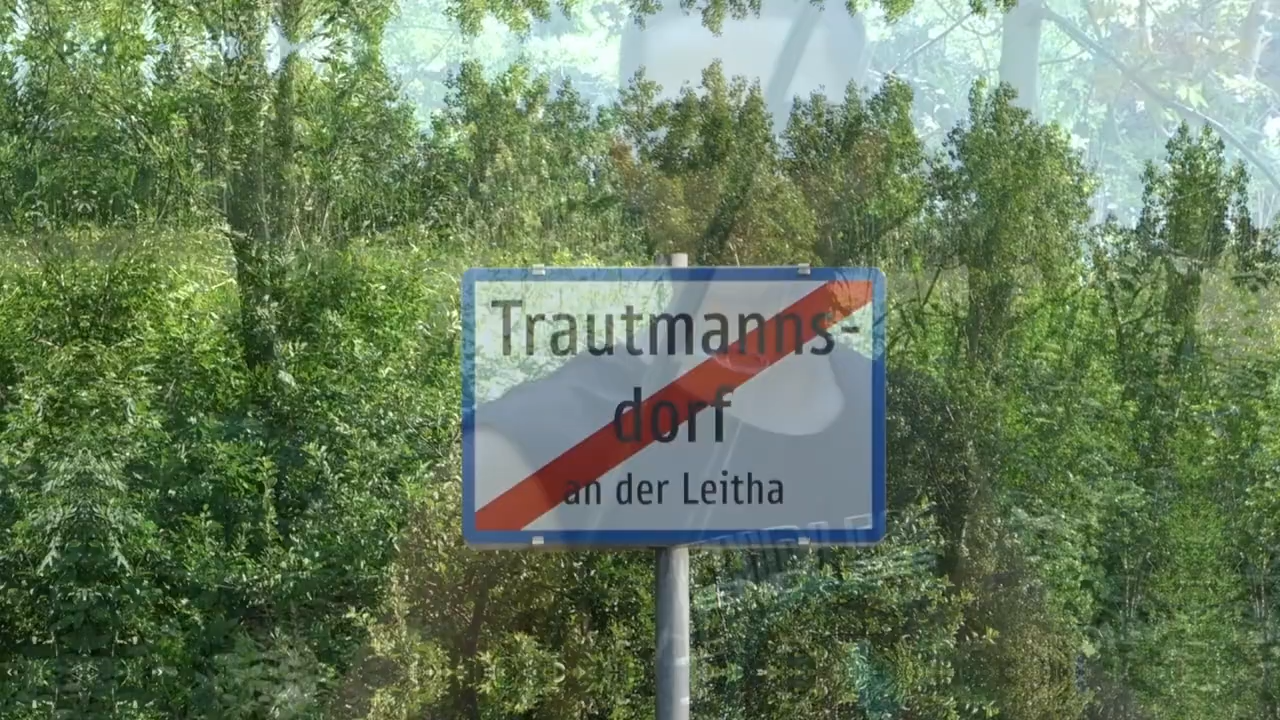 Trautmanns-
dorf
an der Leitha